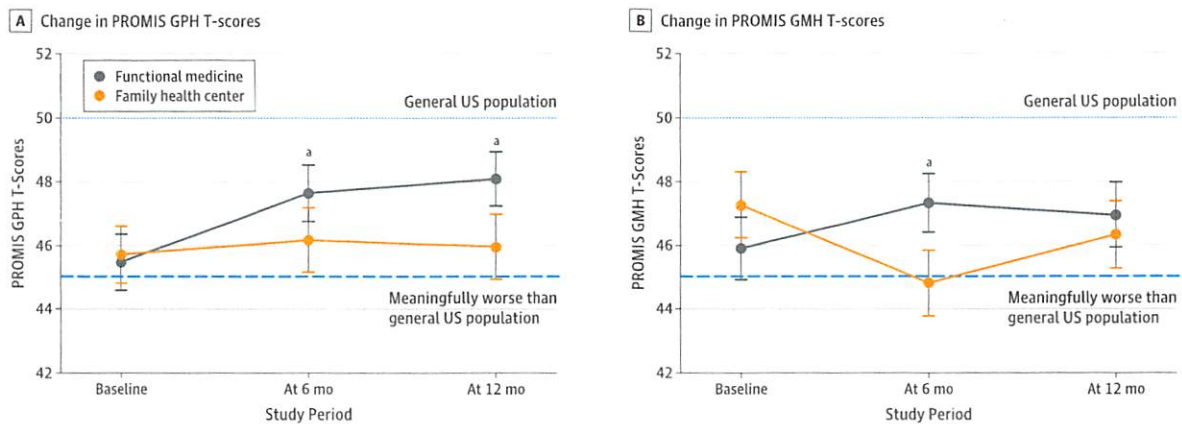 A Change in PROMIS GPH T-scores
52
50
48
46
44
42
PROMIS GPH T-Scores
Functional medicine
Family health center
General US population
a
a
Meaningfully worse than
general US population
Baseline
At 6 mo
At 12 mo
Study Period
B Change in PROMIS GMH T-scores
52
50
48
46
44
42
PROMIS GMH T-Scores
General US population
a
Meaningfully worse than
general US population
Baseline
At 6 mo
At 12 mo
Study Period